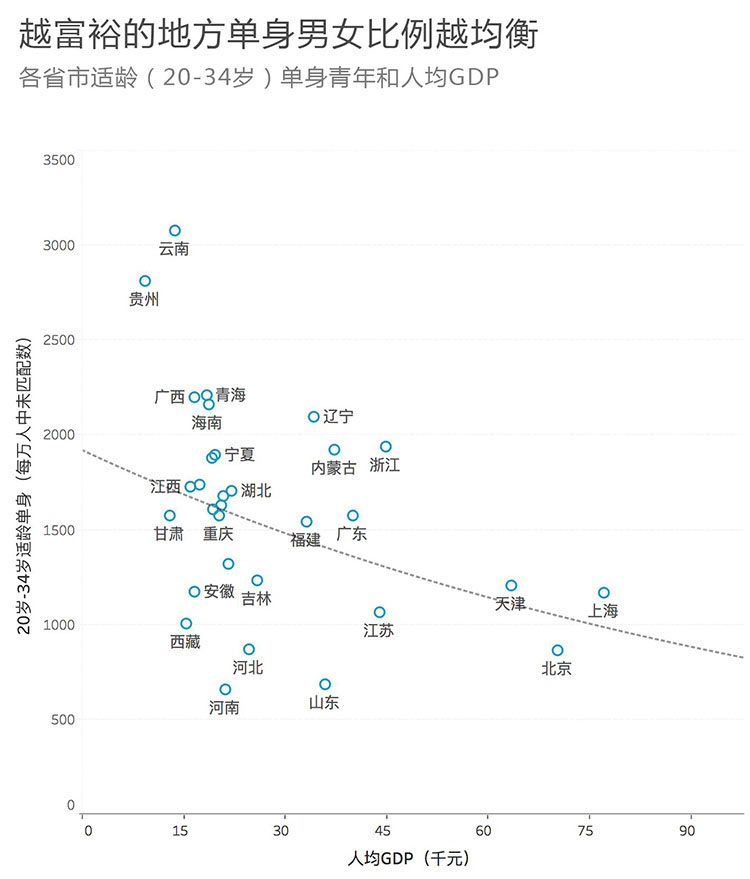 越富裕的地方单身男女比例越均衡
各省市适龄（20-34岁）单身青年和人均GDP
20岁-34岁适龄单身（每万人中未匹配数）
3500
3000
云南
贵州
2500
广西
青海
海南
辽宁
2000
宁夏
内蒙古
浙江
江西
湖北
1500
甘肃
重庆
福建
广东
安徽
吉林
天津
上海
1000
西藏
江苏
河北
北京
河南
山东
500
0
0 15 30 45 60 75 90
人均GDP（千元）